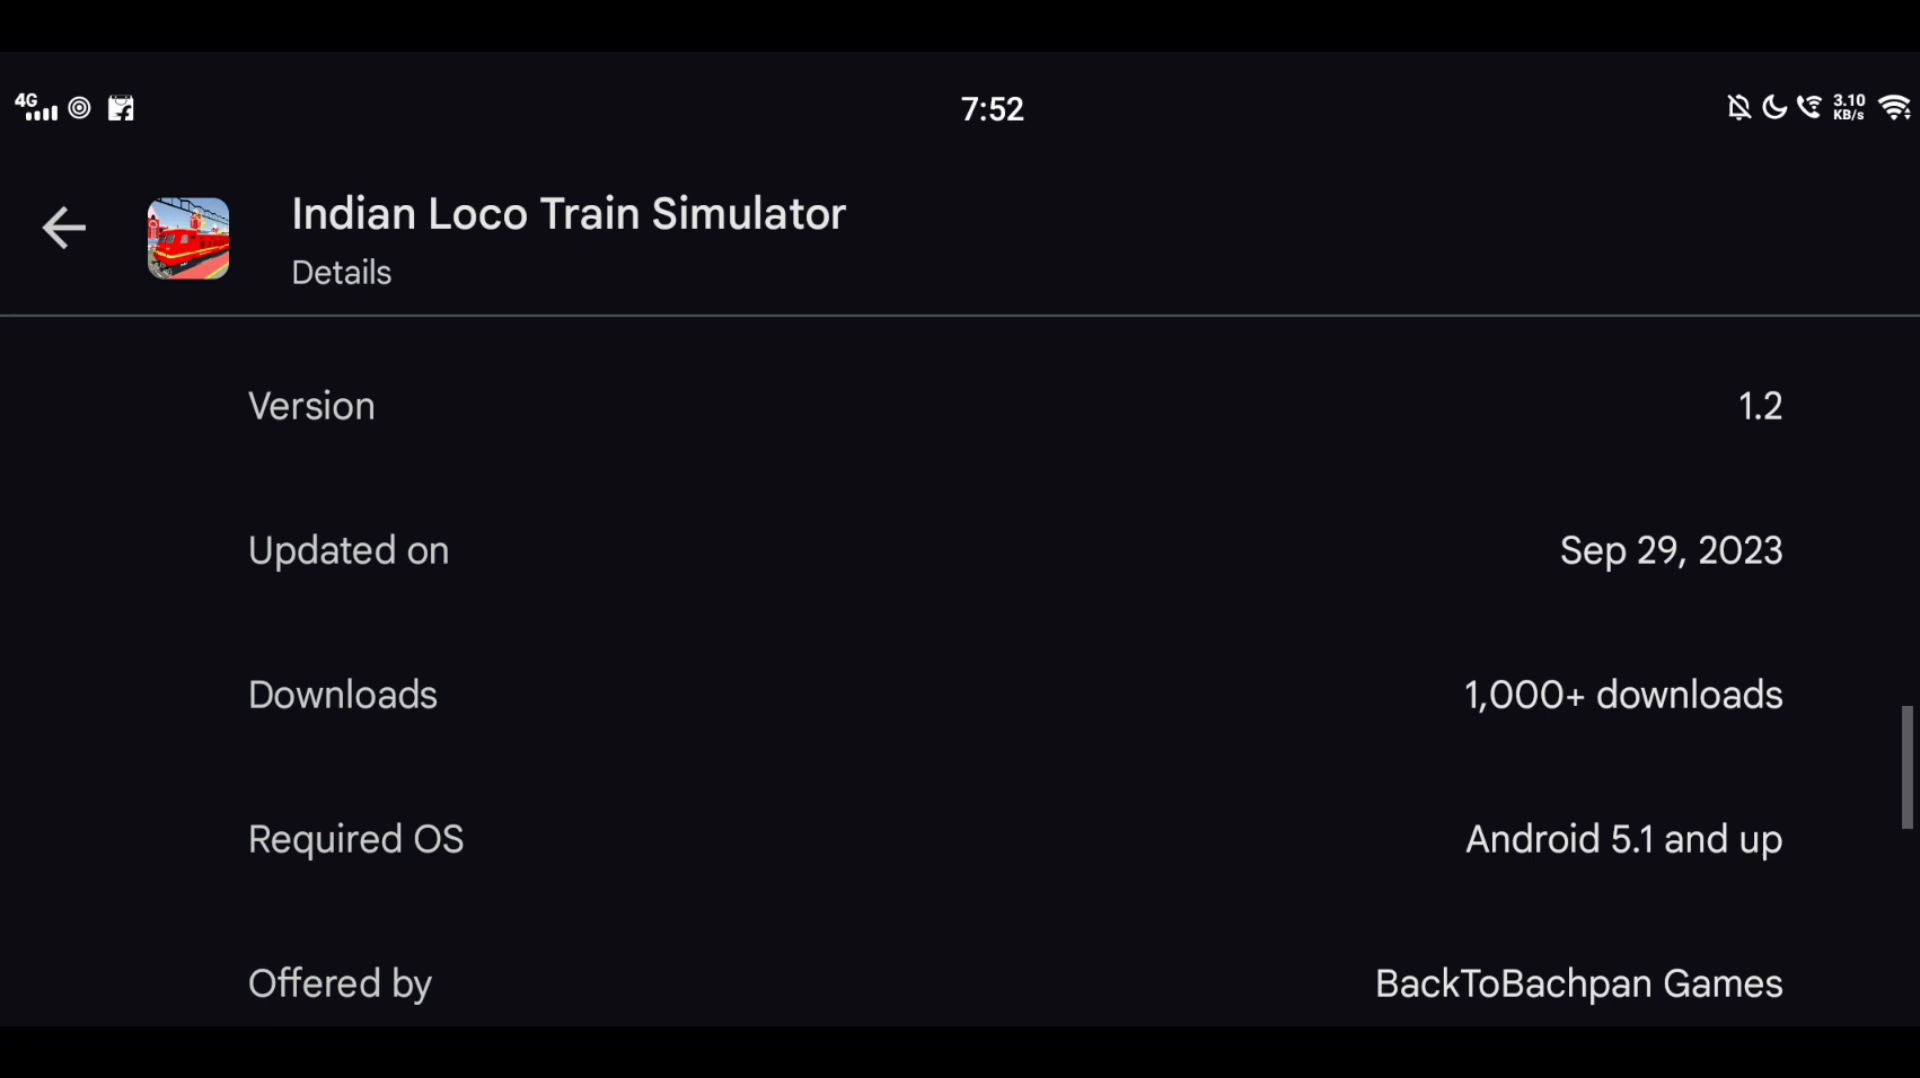 4G
7:52
3.10
KB/s
Indian Loco Train Simulator
Details
Version
1.2
Updated on
Sep 29, 2023
Downloads
1,000+ downloads
Required OS
Android 5.1 and up
Offered by
BackToBachpan Games